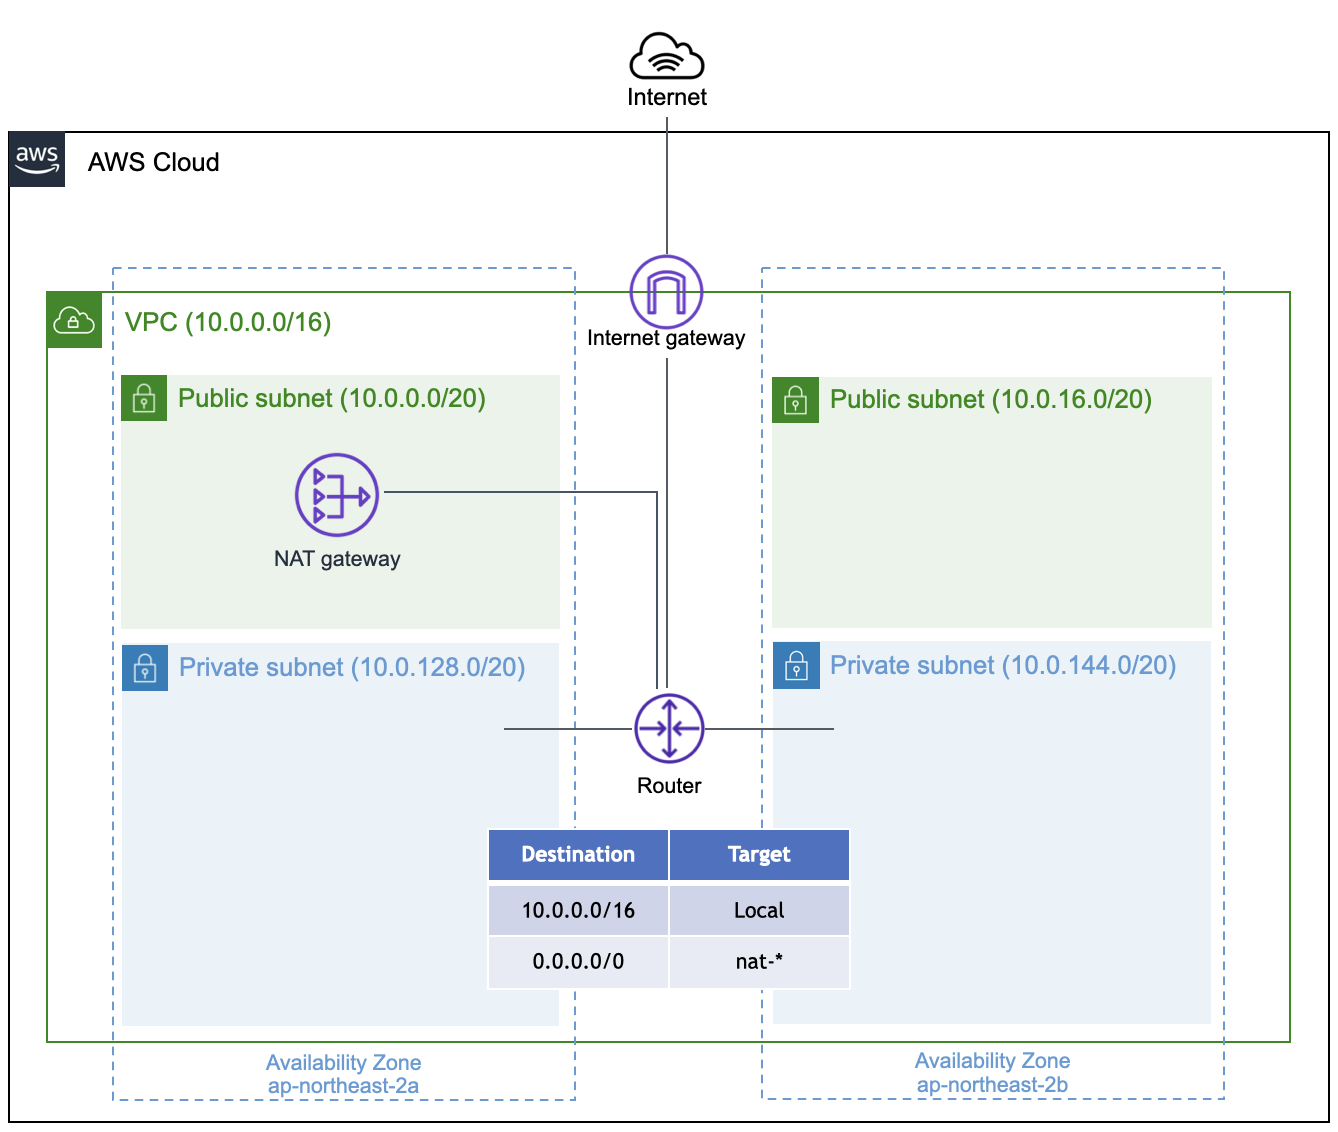 Internet
aws
AWS Cloud
Internet gateway
VPC (10.0.0.0/16)
Public subnet (10.0.0.0/20)
NAT gateway
Public subnet (10.0.16.0/20)
Private subnet (10.0.128.0/20)
Private subnet (10.0.144.0/20)
Router
Destination Target
10.0.0.0/16 Local
0.0.0.0/0 nat-*
Availability Zone
ap-northeast-2a
Availability Zone
ap-northeast-2b